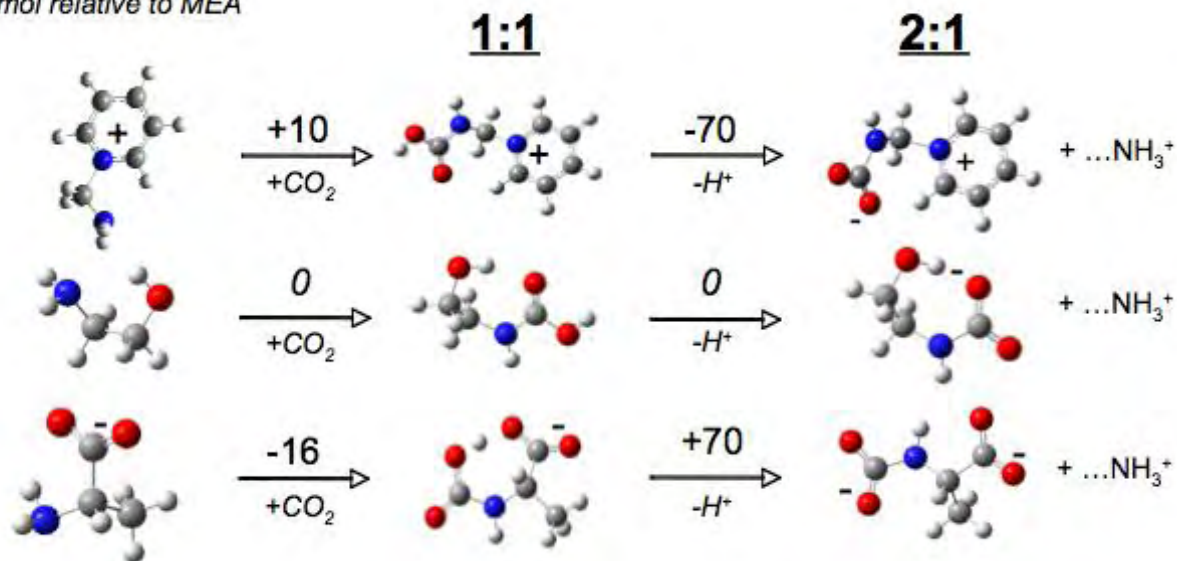 mol relative to MEA
1:1 2:1
+10 -70
+CO₂ + -H⁺ + + ...NH₃⁺
+ -
0 0 -
+CO₂ -H⁺ + ...NH₃⁺
- -16 - +70 -
+CO₂ -H⁺ - + ...NH₃⁺